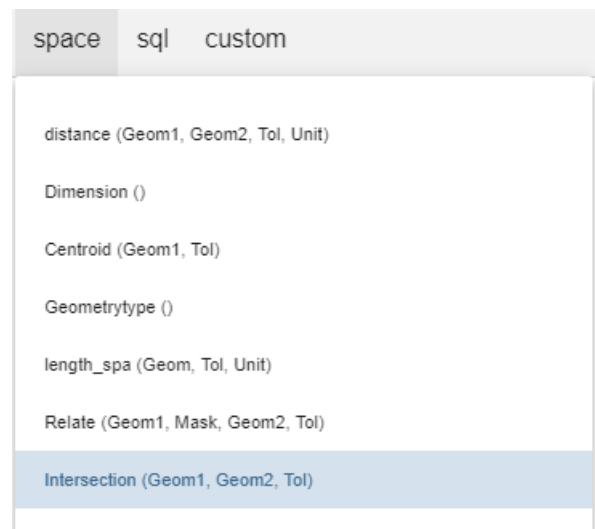 space sql custom
distance (Geom1, Geom2, Tol, Unit)
Dimension ()
Centroid (Geom1, Tol)
Geometrytype ()
length_spa (Geom, Tol, Unit)
Relate (Geom1, Mask, Geom2, Tol)
Intersection (Geom1, Geom2, Tol)